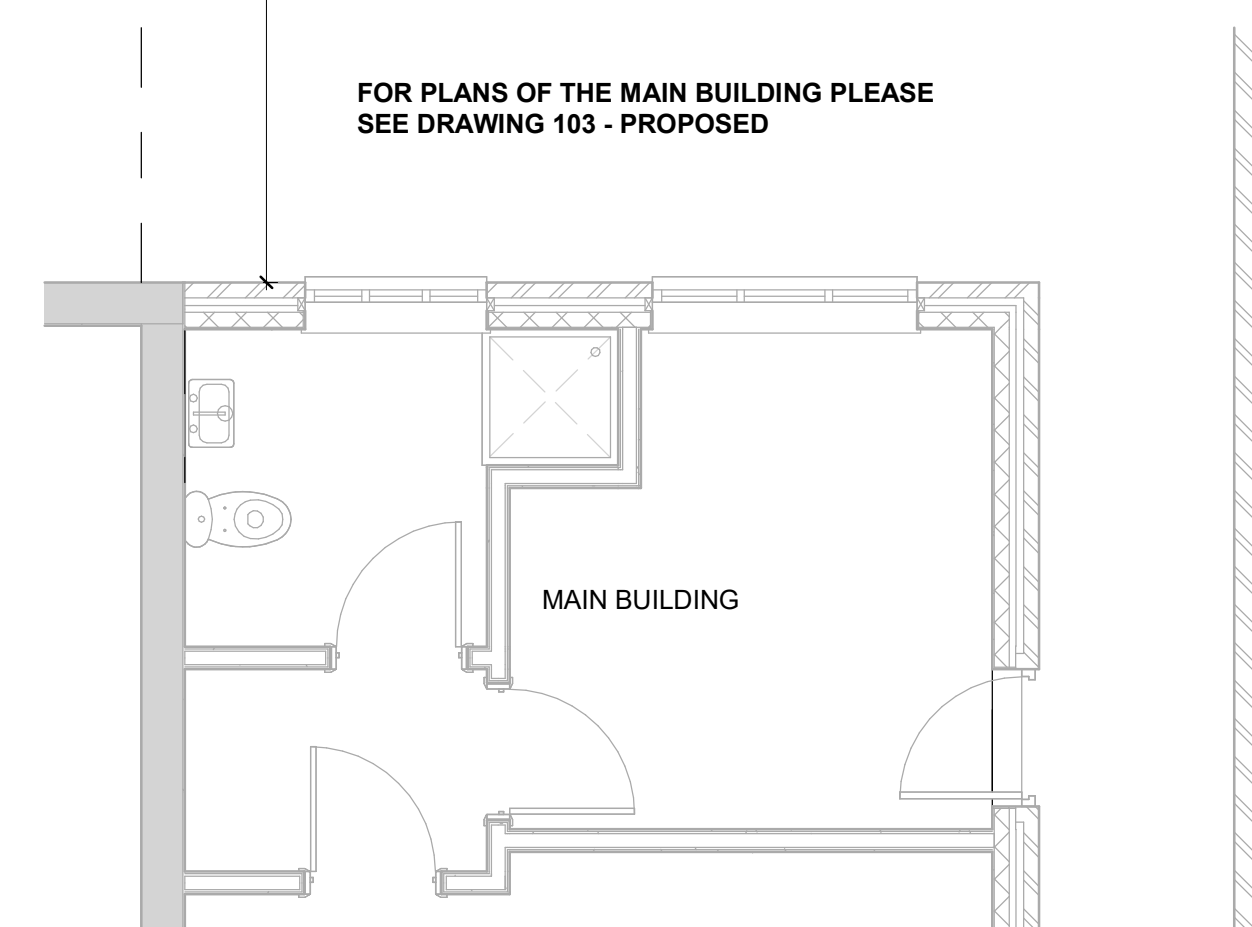 FOR PLANS OF THE MAIN BUILDING PLEASE
SEE DRAWING 103 - PROPOSED
MAIN BUILDING